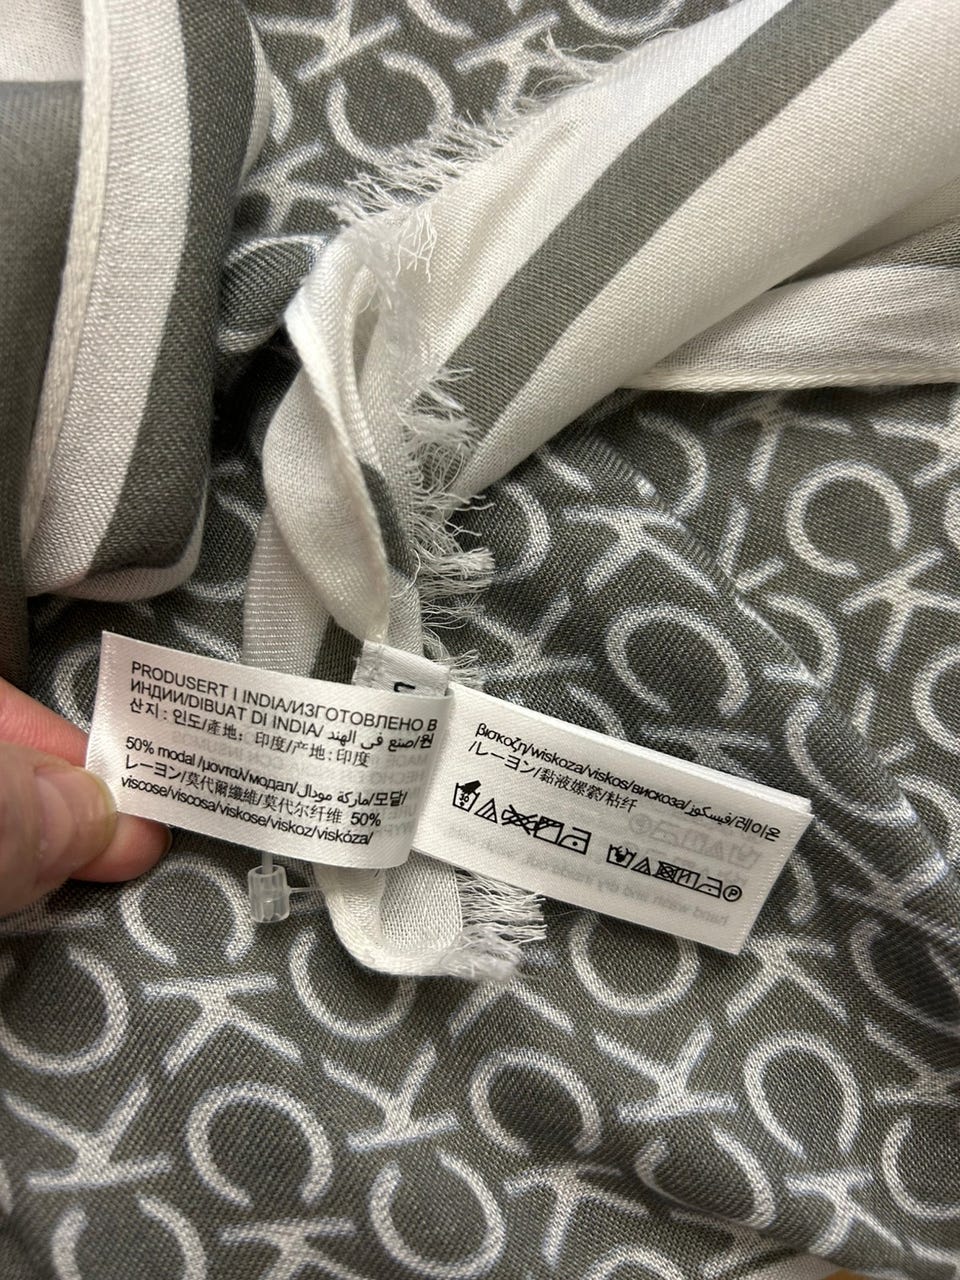 PRODUSERT I INDIA/ИЗГОТОВЛЕНО В
ИНДИИ/DIBUAT DI INDIA/ صنع في الهند/원
산지 : 인도/產地: 印度/产地 : 印度
50% modal /μοντάλ/модал/ماركة مودال/모달/
レーヨン/莫代爾纖維/莫代尔纤维 50%
viscose/viscosa/viskose/viskoz/viskóza/
βισκόζη/wiskoza/viskos/вискоза/فيسكوز/레이온
/レーヨン/黏液嫘縈/粘纤
30
P